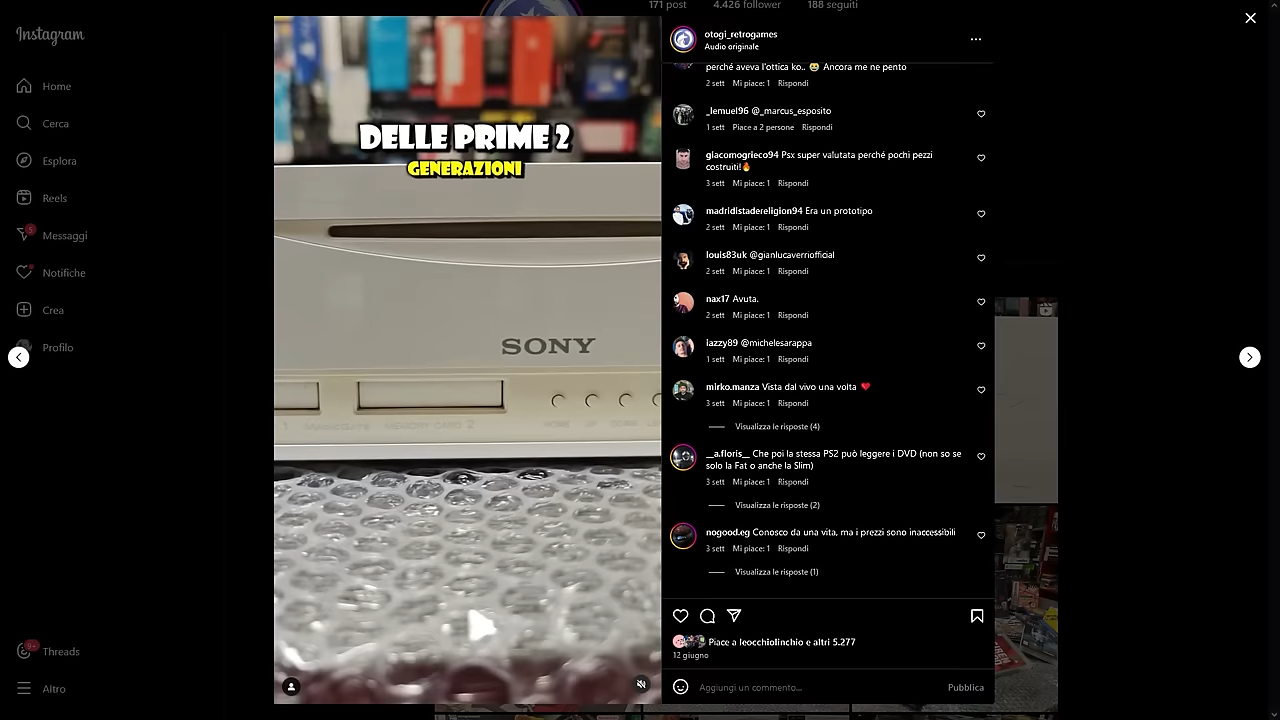 171 post 4.426 follower 188 seguiti
Instagram
Home
Cerca
Esplora
Reels
5
Messaggi
Notifiche
Crea
Profilo
9+
Threads
Altro
DELLE PRIME 2
GENERAZIONI
SONY
MEMORY CARD 2
otogi_retrogames
Audio originale
perché aveva l'ottica ko.. 😅 Ancora me ne pento
2 sett Mi piace: 1 Rispondi
_lemuel96 @_marcus_esposito
1 sett Piace a 2 persone Rispondi
giacomogrieco94 Psx super valutata perché pochi pezzi
costruiti!🔥
3 sett Mi piace: 1 Rispondi
madridistadereligion94 Era un prototipo
2 sett Mi piace: 1 Rispondi
louis83uk @gianlucaverriofficial
2 sett Mi piace: 1 Rispondi
nax17 Avuta.
2 sett Mi piace: 1 Rispondi
lazzy89 @michelesarappa
1 sett Mi piace: 1 Rispondi
mirko.manza Vista dal vivo una volta ❤️
3 sett Mi piace: 1 Rispondi
Visualizza le risposte (4)
__a.floris__ Che poi la stessa PS2 può leggere i DVD (non so se
solo la Fat o anche la Slim)
3 sett Mi piace: 1 Rispondi
Visualizza le risposte (2)
nogood.eg Conosco da una vita, ma i prezzi sono inaccessibili
3 sett Mi piace: 1 Rispondi
Visualizza le risposte (1)
Piace a leocchiolinchio e altri 5.277
12 giugno
Aggiungi un commento...
Pubblica